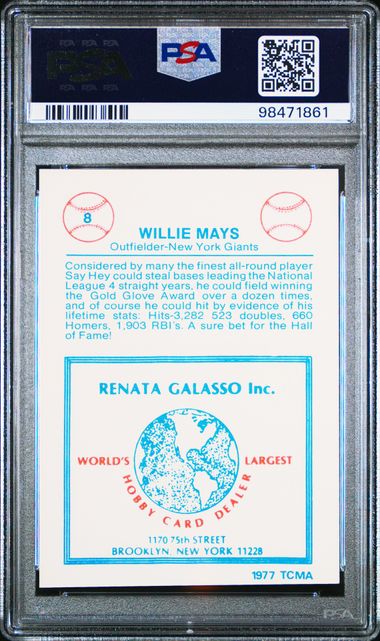 PSA
98471861
8
WILLIE MAYS
Outfielder-New York Giants
Considered by many the finest all-round player
Say Hey could steal bases leading the National
League 4 straight years, he could field winning
the Gold Glove Award over a dozen times,
and of course he could hit by evidence of his
lifetime stats: Hits-3,282 523 doubles, 660
Homers, 1,903 RBI's. A sure bet for the Hall
of Fame!
RENATA GALASSO Inc.
WORLD'S LARGEST
HOBBY CARD DEALER
1170 75th STREET
BROOKLYN, NEW YORK 11228
1977 TCMA
PSA